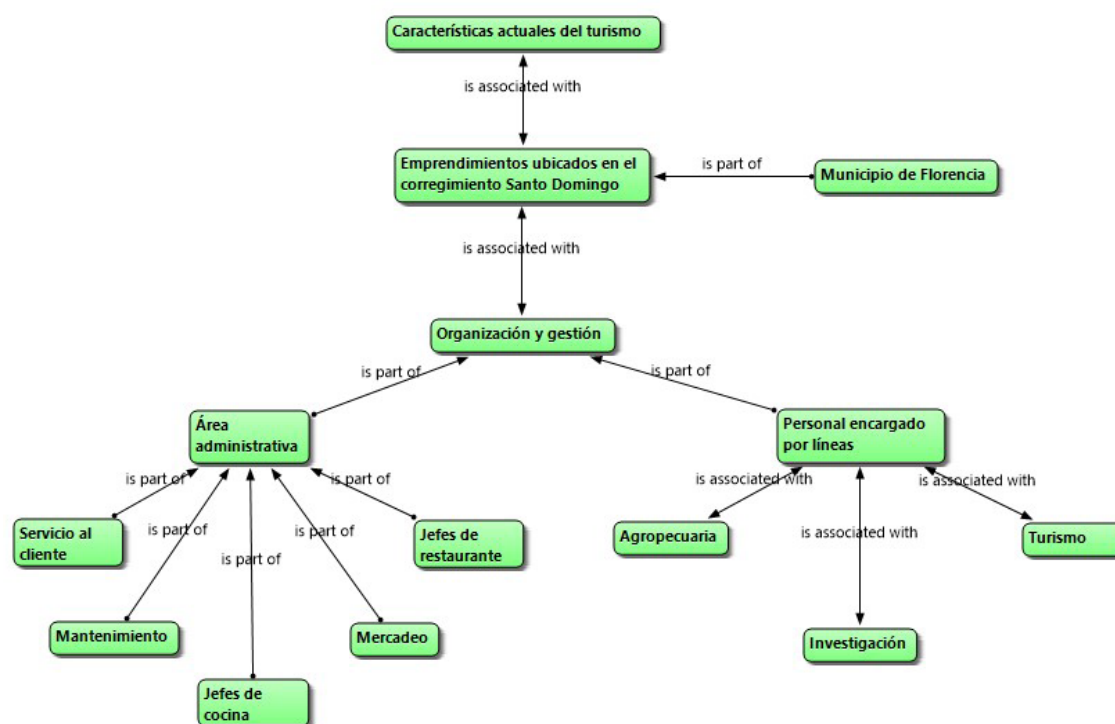 Características actuales del turismo
is associated with
Emprendimientos ubicados en el
corregimiento Santo Domingo
is part of
Municipio de Florencia
is associated with
Organización y gestión
is part of
is part of
Área
administrativa
Personal encargado
por líneas
is part of
is part of
is part of
is part of
is part of
is associated with
is associated with
is associated with
Servicio al
cliente
Jefes de
restaurante
Agropecuaria
Turismo
Mantenimiento
Mercadeo
Investigación
Jefes de
cocina